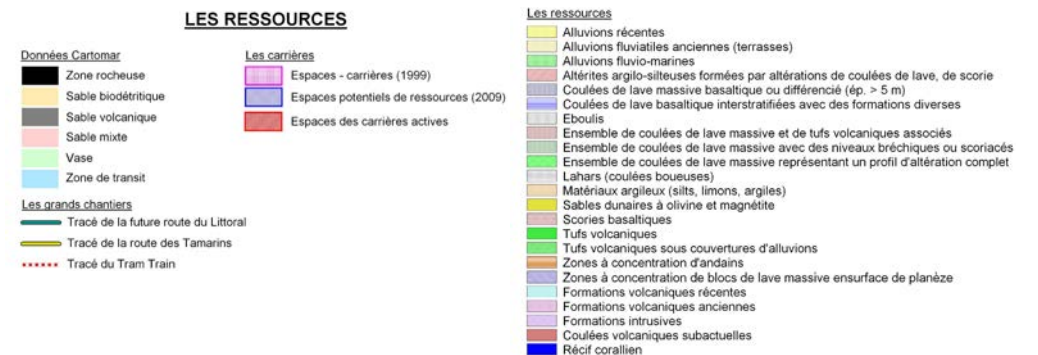 LES RESSOURCES
Données Cartomar
Zone rocheuse
Sable biodétritique
Sable volcanique
Sable mixte
Vase
Zone de transit
Les grands chantiers
Tracé de la future route du Littoral
Tracé de la route des Tamarins
Tracé du Tram Train
Les carrières
Espaces - carrières (1999)
Espaces potentiels de ressources (2009)
Espaces des carrières actives
Les ressources
Alluvions récentes
Alluvions fluviatiles anciennes (terrasses)
Alluvions fluvio-marines
Altérites argilo-silteuses formées par altérations de coulées de lave, de scorie
Coulées de lave massive basaltique ou différencié (ép. > 5 m)
Coulées de lave basaltique interstratifiées avec des formations diverses
Eboulis
Ensemble de coulées de lave massive et de tufs volcaniques associés
Ensemble de coulées de lave massive avec des niveaux bréchiques ou scoriacés
Ensemble de coulées de lave massive représentant un profil d'altération complet
Lahars (coulées boueuses)
Matériaux argileux (silts, limons, argiles)
Sables dunaires à olivine et magnétite
Scories basaltiques
Tufs volcaniques
Tufs volcaniques sous couvertures d'alluvions
Zones à concentration d'andains
Zones à concentration de blocs de lave massive ensurface de planèze
Formations volcaniques récentes
Formations volcaniques anciennes
Formations intrusives
Coulées volcaniques subactuelles
Récif corallien